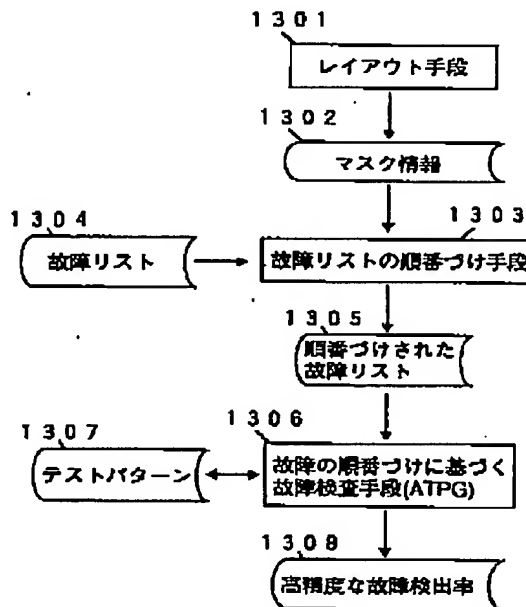 1301
レイアウト手段
1302
マスク情報
1304
1303
故障リスト
故障リストの順番づけ手段
1305
順番づけされた
故障リスト
1307
1306
テストパターン
故障の順番づけに基づく
故障検査手段(ATPG)
1308
高精度な故障検出率